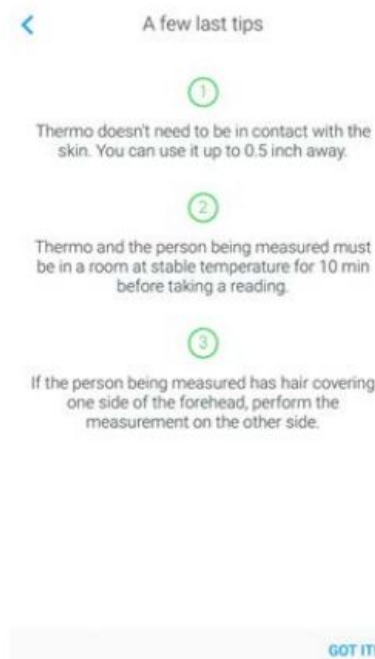 A few last tips
1
Thermo doesn't need to be in contact with the
skin. You can use it up to 0.5 inch away.
2
Thermo and the person being measured must
be in a room at stable temperature for 10 min
before taking a reading.
3
If the person being measured has hair covering
one side of the forehead, perform the
measurement on the other side.
GOT IT!